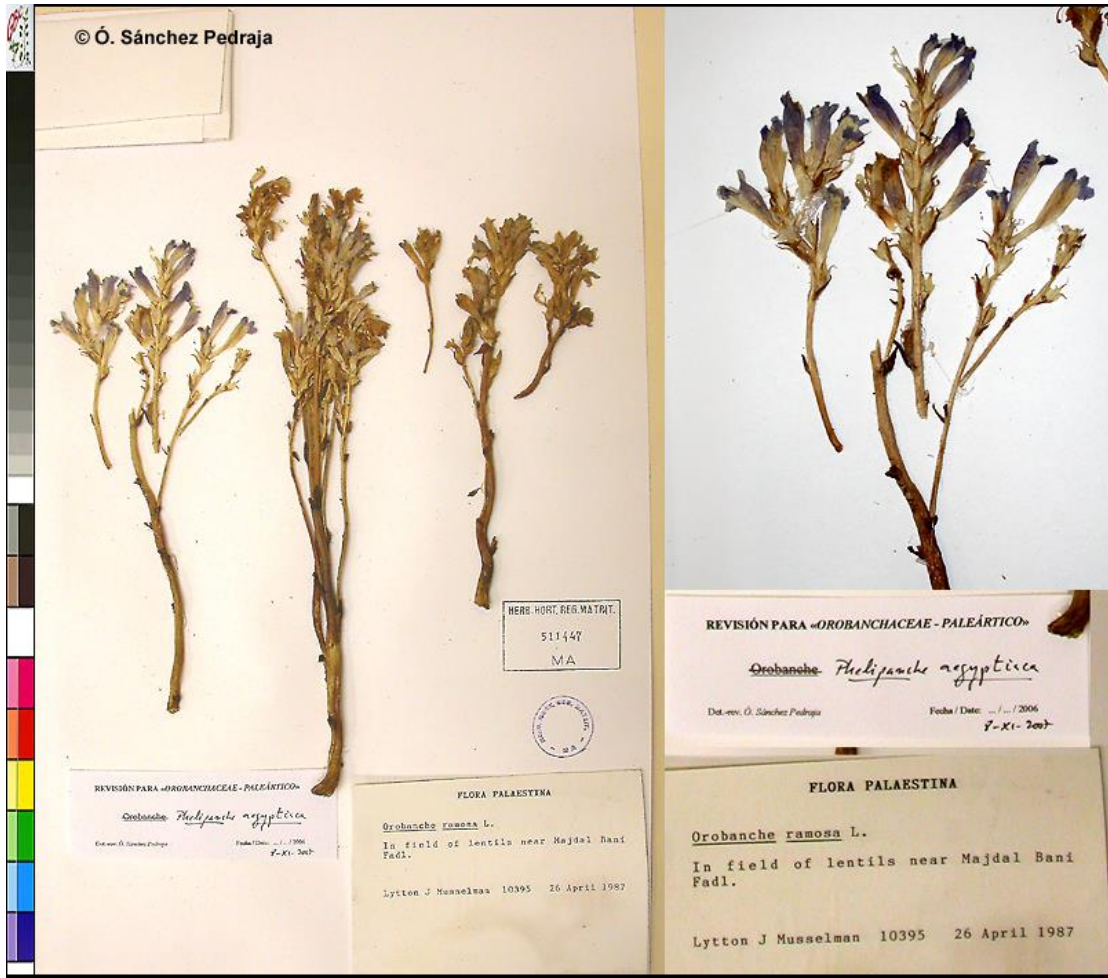 © Ó. Sánchez Pedraja
HERB. HORT. REG. MATRIT.
511447
MA
REVISIÓN PARA «OROBANCHACEAE - PALEÁRTICO»
Orobanche Phelipanche aegyptiaca
Det.-rev. Ó. Sánchez Pedraja Fecha / Date: ... / ... / 2006
8-XI-2007
FLORA PALAESTINA
Orobanche ramosa L.
In field of lentils near Majdal Bani
Fadl.
Lytton J Musselman 10395 26 April 1987
REVISIÓN PARA «OROBANCHACEAE - PALEÁRTICO»
Orobanche Phelipanche aegyptiaca
Det.-rev. Ó. Sánchez Pedraja Fecha / Date: ... / ... / 2006
8-XI-2007
FLORA PALAESTINA
Orobanche ramosa L.
In field of lentils near Majdal Bani
Fadl.
Lytton J Musselman 10395 26 April 1987